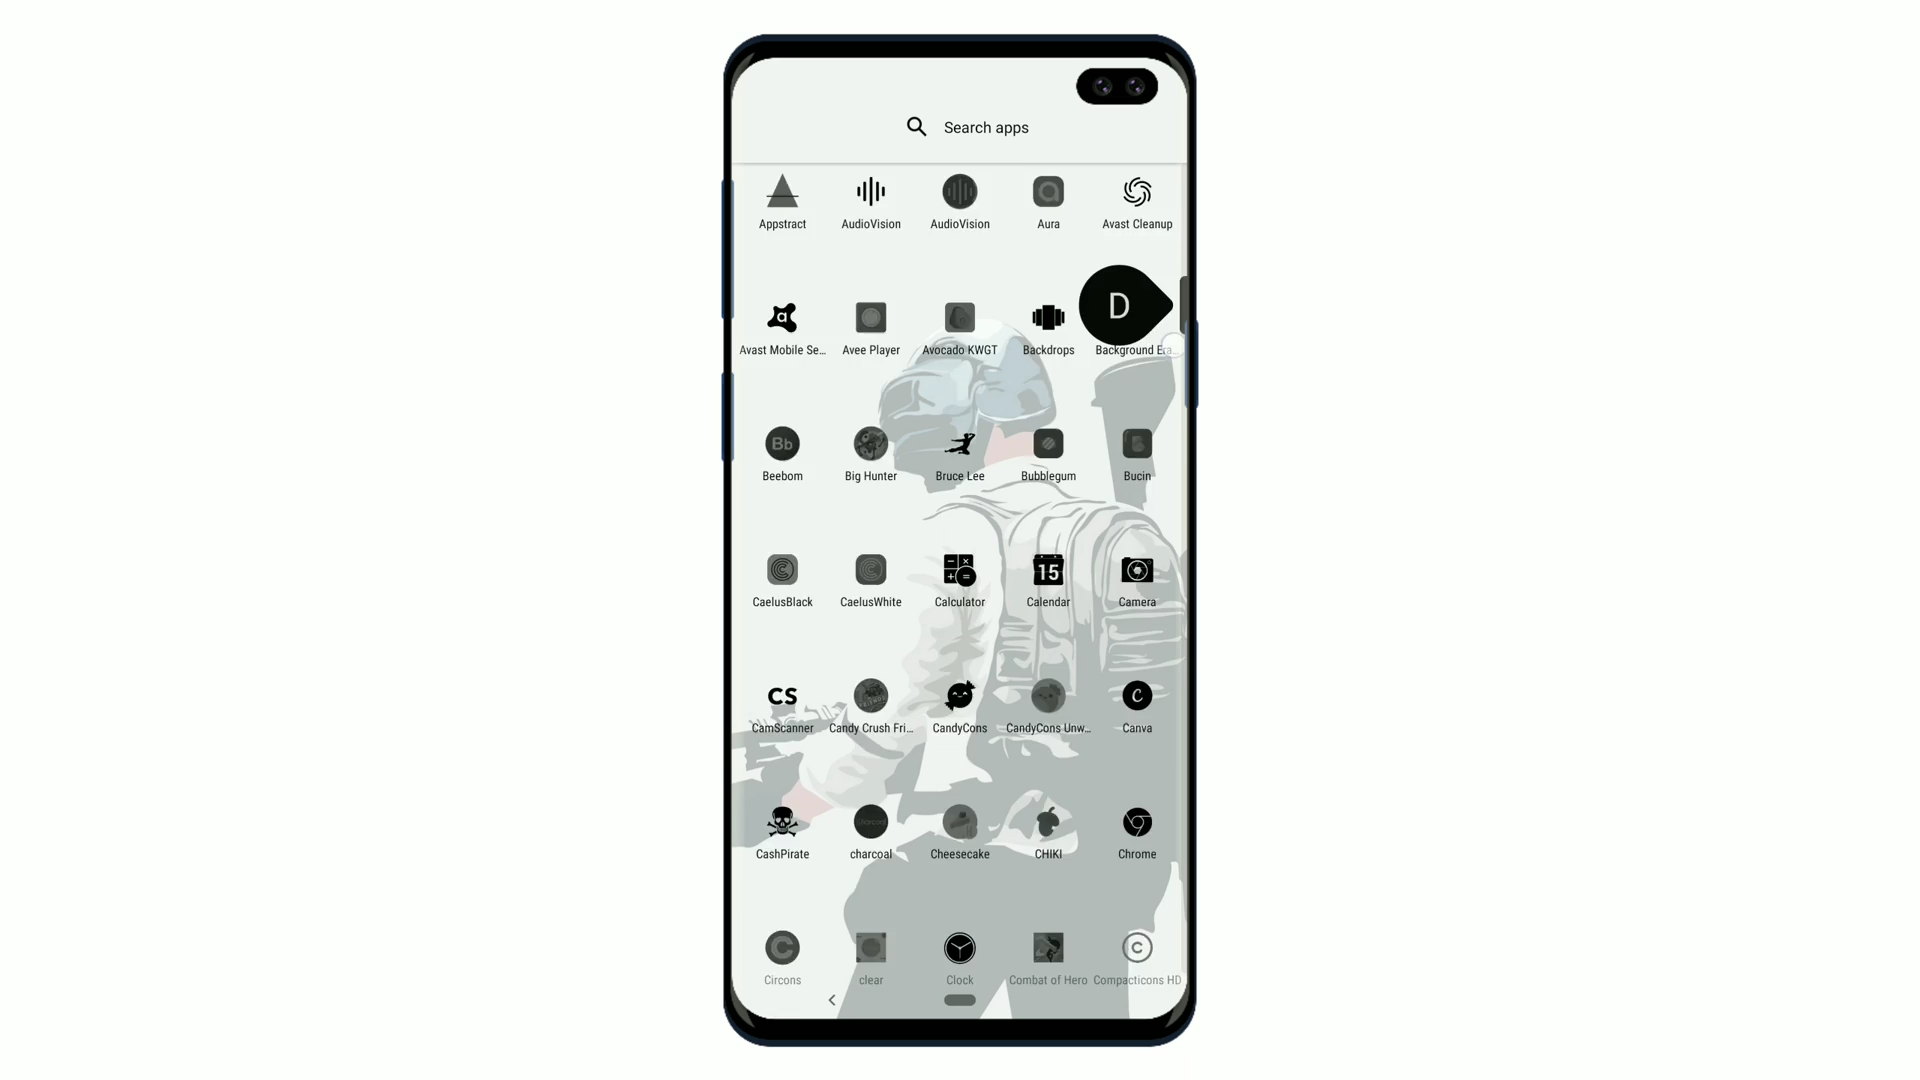 Search apps
Appstract AudioVision AudioVision Aura Avast Cleanup
D
Avast Mobile Se... Avee Player Avocado KWGT Backdrops Background Era...
Bb
Beebom Big Hunter Bruce Lee Bubblegum Bucin
15
CaelusBlack CaelusWhite Calculator Calendar Camera
CS
CamScanner Candy Crush Fri... CandyCons CandyCons Unw... Canva
CashPirate charcoal Cheesecake CHIKI Chrome
Circons clear Clock Combat of Hero Compacticons HD